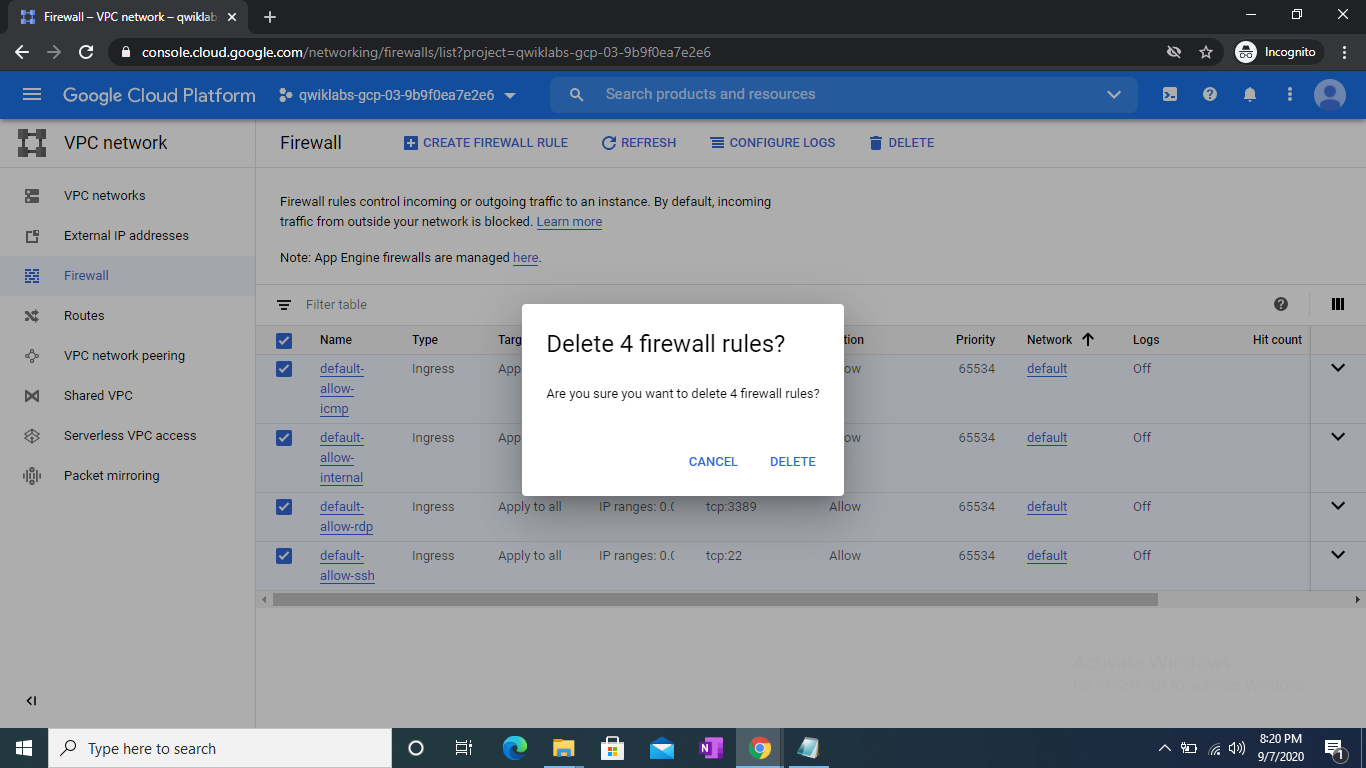 Firewall – VPC network – qwiklab
console.cloud.google.com/networking/firewalls/list?project=qwiklabs-gcp-03-9b9f0ea7e2e6
Incognito
Google Cloud Platform
qwiklabs-gcp-03-9b9f0ea7e2e6
Search products and resources
VPC network
Firewall
CREATE FIREWALL RULE
REFRESH
CONFIGURE LOGS
DELETE
VPC networks
External IP addresses
Firewall
Routes
VPC network peering
Shared VPC
Serverless VPC access
Packet mirroring
Firewall rules control incoming or outgoing traffic to an instance. By default, incoming
traffic from outside your network is blocked. Learn more
Note: App Engine firewalls are managed here.
Filter table
Name Type Targ tion Priority Network Logs Hit count
default- Ingress App ow 65534 default Off
allow-
icmp
default- Ingress App ow 65534 default Off
allow-
internal
default- Ingress Apply to all IP ranges: 0.0 tcp:3389 Allow 65534 default Off
allow-rdp
default- Ingress Apply to all IP ranges: 0.0 tcp:22 Allow 65534 default Off
allow-ssh
Delete 4 firewall rules?
Are you sure you want to delete 4 firewall rules?
CANCEL DELETE
Activate Windows
Type here to search
N
8:20 PM
9/7/2020
1